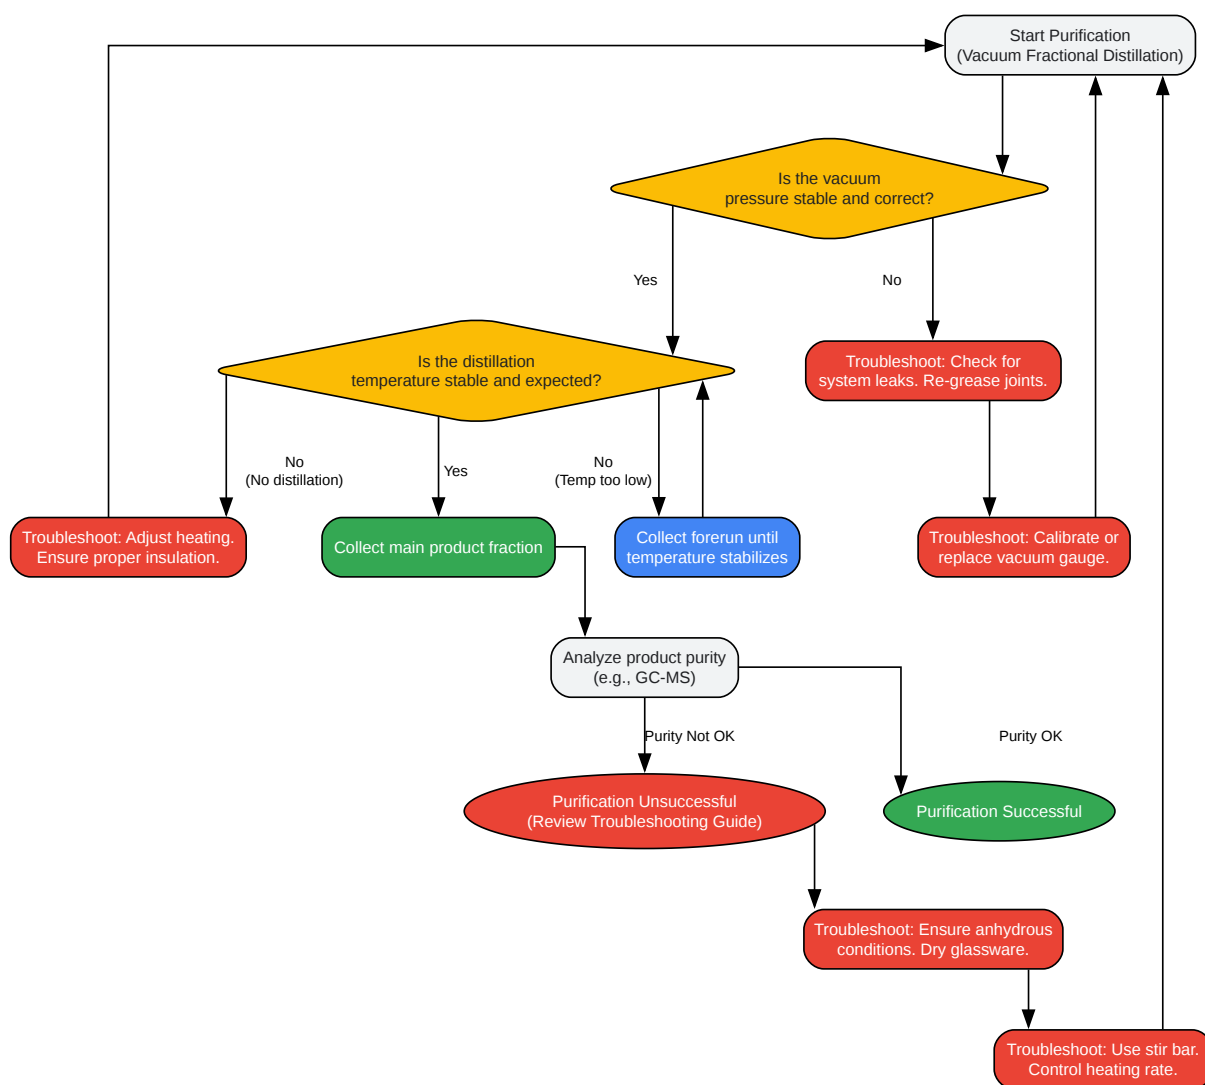 Start Purification
(Vacuum Fractional Distillation)
Is the vacuum
pressure stable and correct?
Yes
No
Is the distillation
temperature stable and expected?
Troubleshoot: Check for
system leaks. Re-grease joints.
No
(No distillation)
Yes
No
(Temp too low)
Troubleshoot: Adjust heating.
Ensure proper insulation.
Collect main product fraction
Collect forerun until
temperature stabilizes
Troubleshoot: Calibrate or
replace vacuum gauge.
Analyze product purity
(e.g., GC-MS)
Purity Not OK
Purity OK
Purification Unsuccessful
(Review Troubleshooting Guide)
Purification Successful
Troubleshoot: Ensure anhydrous
conditions. Dry glassware.
Troubleshoot: Use stir bar.
Control heating rate.